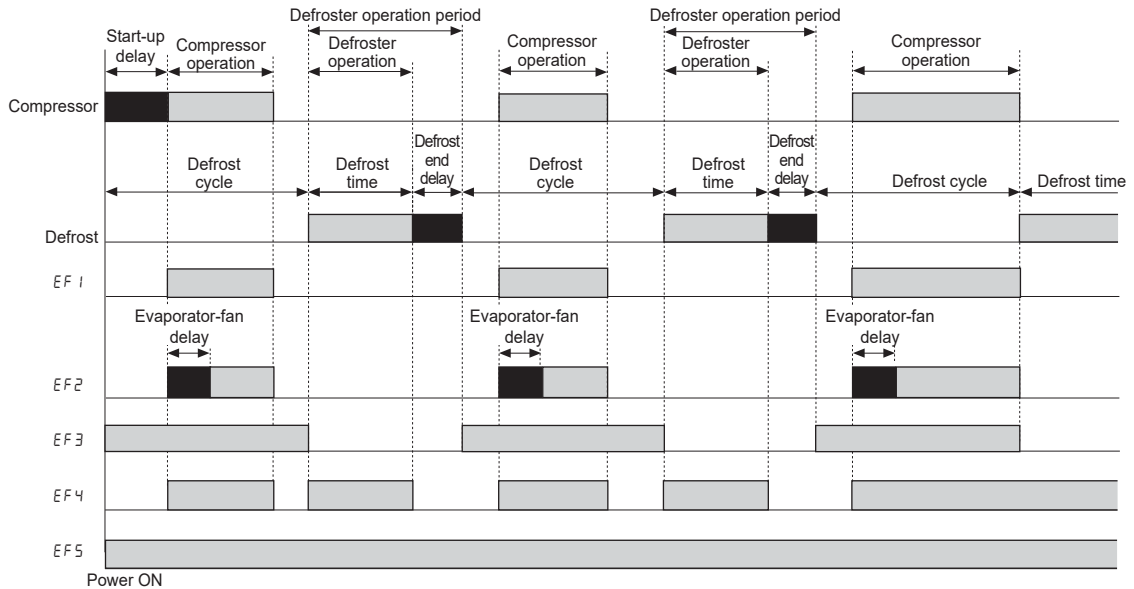 Defroster operation period
Defroster operation period
Start-up
delay
Compressor
operation
Defroster
operation
Compressor
operation
Defroster
operation
Compressor
operation
Compressor
Defrost
cycle
Defrost
time
Defrost
end
delay
Defrost
cycle
Defrost
time
Defrost
end
delay
Defrost cycle
Defrost time
Defrost
EF1
Evaporator-fan
delay
Evaporator-fan
delay
Evaporator-fan
delay
EF2
EF3
EF4
EF5
Power ON